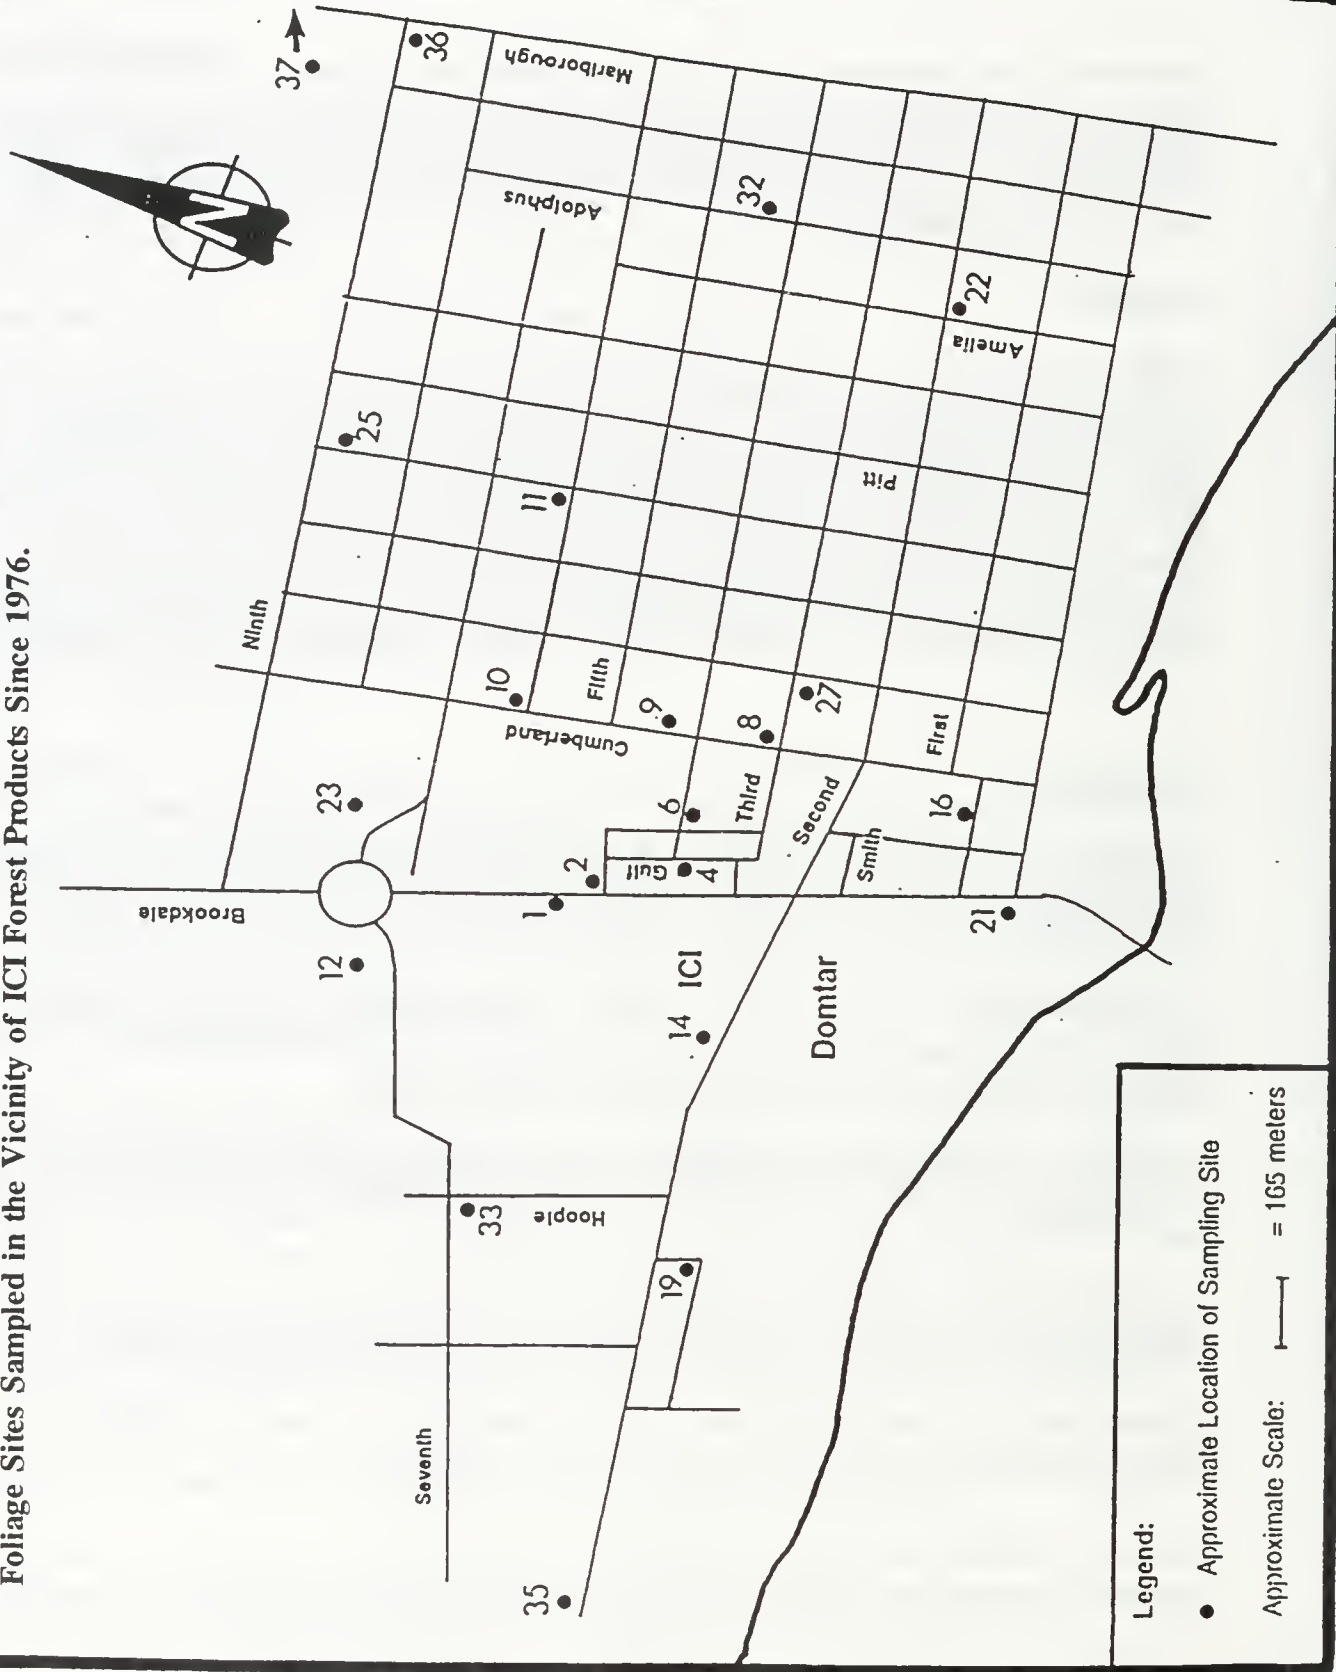 Foliage Sites Sampled in the Vicinity of ICI Forest Products Since 1976.
37
36
Marlborough
N
Adolphus
32
22
Amelia
25
11
Pitt
Ninth
10
Fifth
9
Cumberland
8
27
First
23
6
Third
Second
16
2
Gulf
4
Smith
Brookdale
1
21
12
ICI
14
Domtar
33
Hoople
19
Seventh
35
Legend:
Approximate Location of Sampling Site
Approximate Scale: = 165 meters